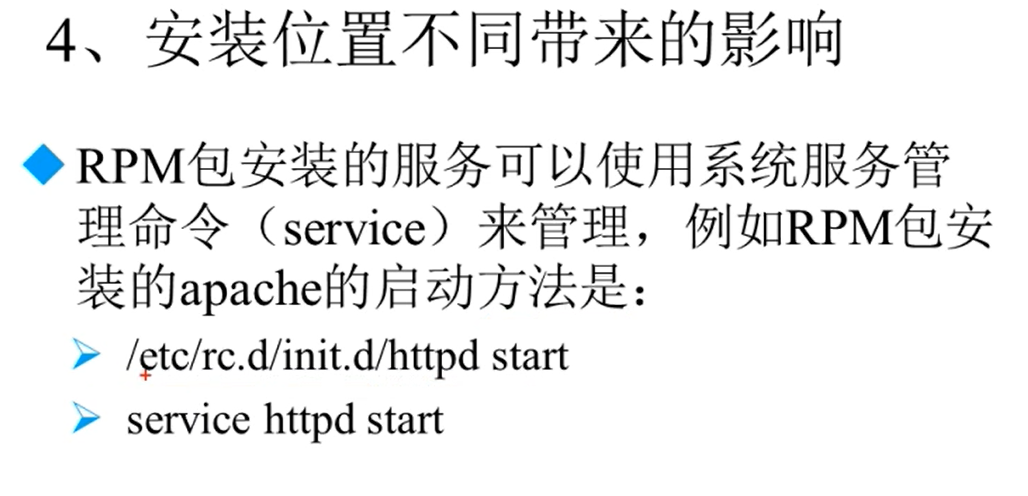 4、安装位置不同带来的影响
RPM包安装的服务可以使用系统服务管
理命令（service）来管理，例如RPM包安
装的apache的启动方法是：
/etc/rc.d/init.d/httpd start
service httpd start